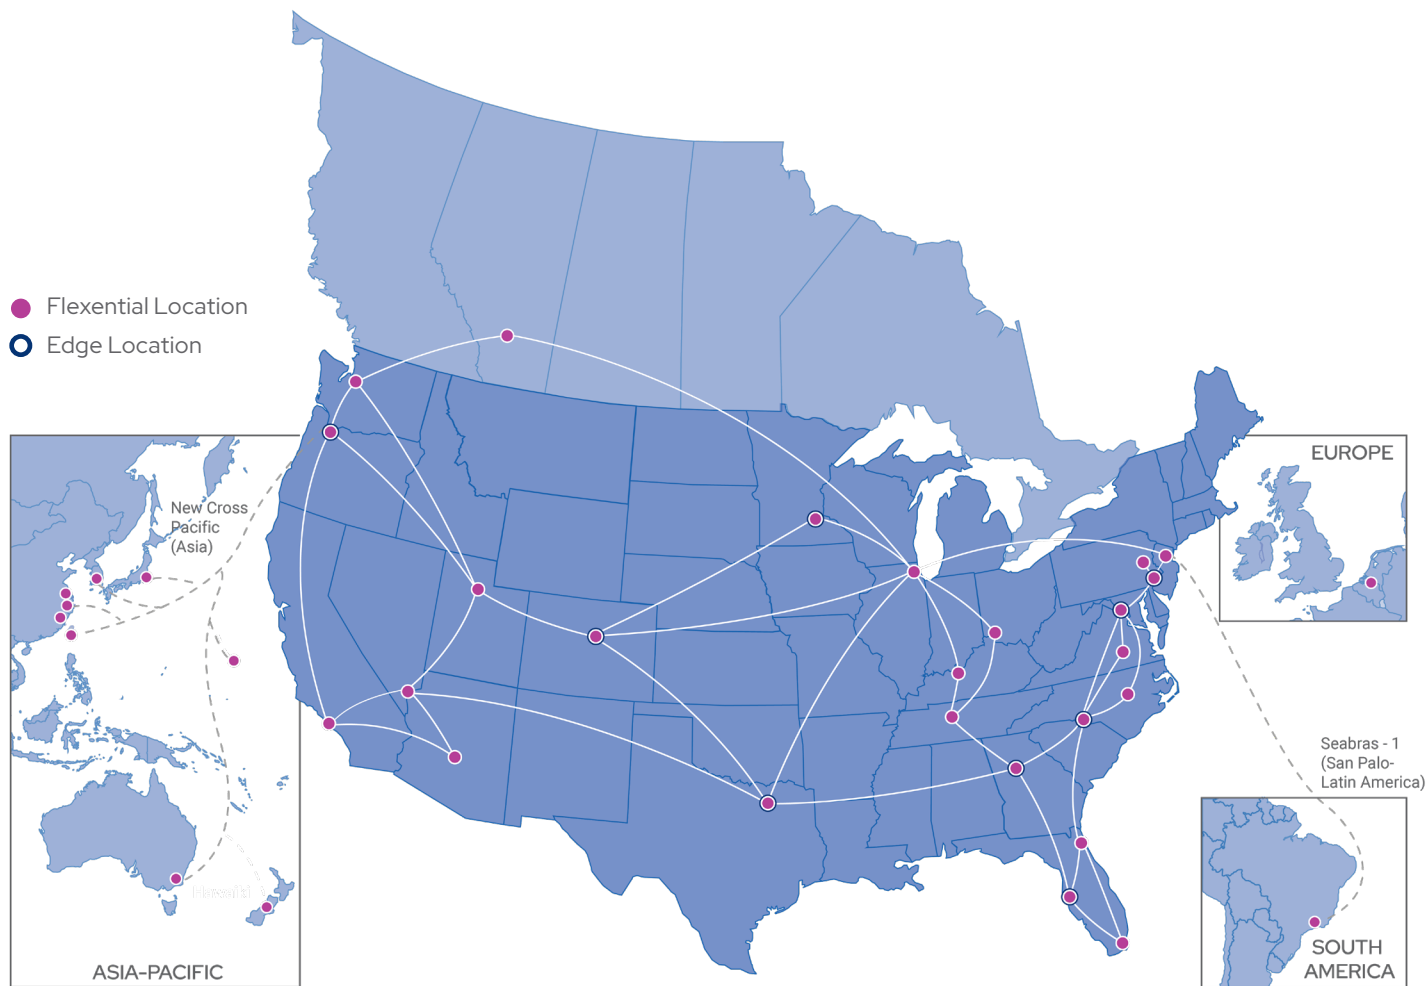 Flexential Location
Edge Location
New Cross
Pacific
(Asia)
EUROPE
Seabras - 1
(San Palo-
Latin America)
Hawaiki
SOUTH
AMERICA
ASIA-PACIFIC